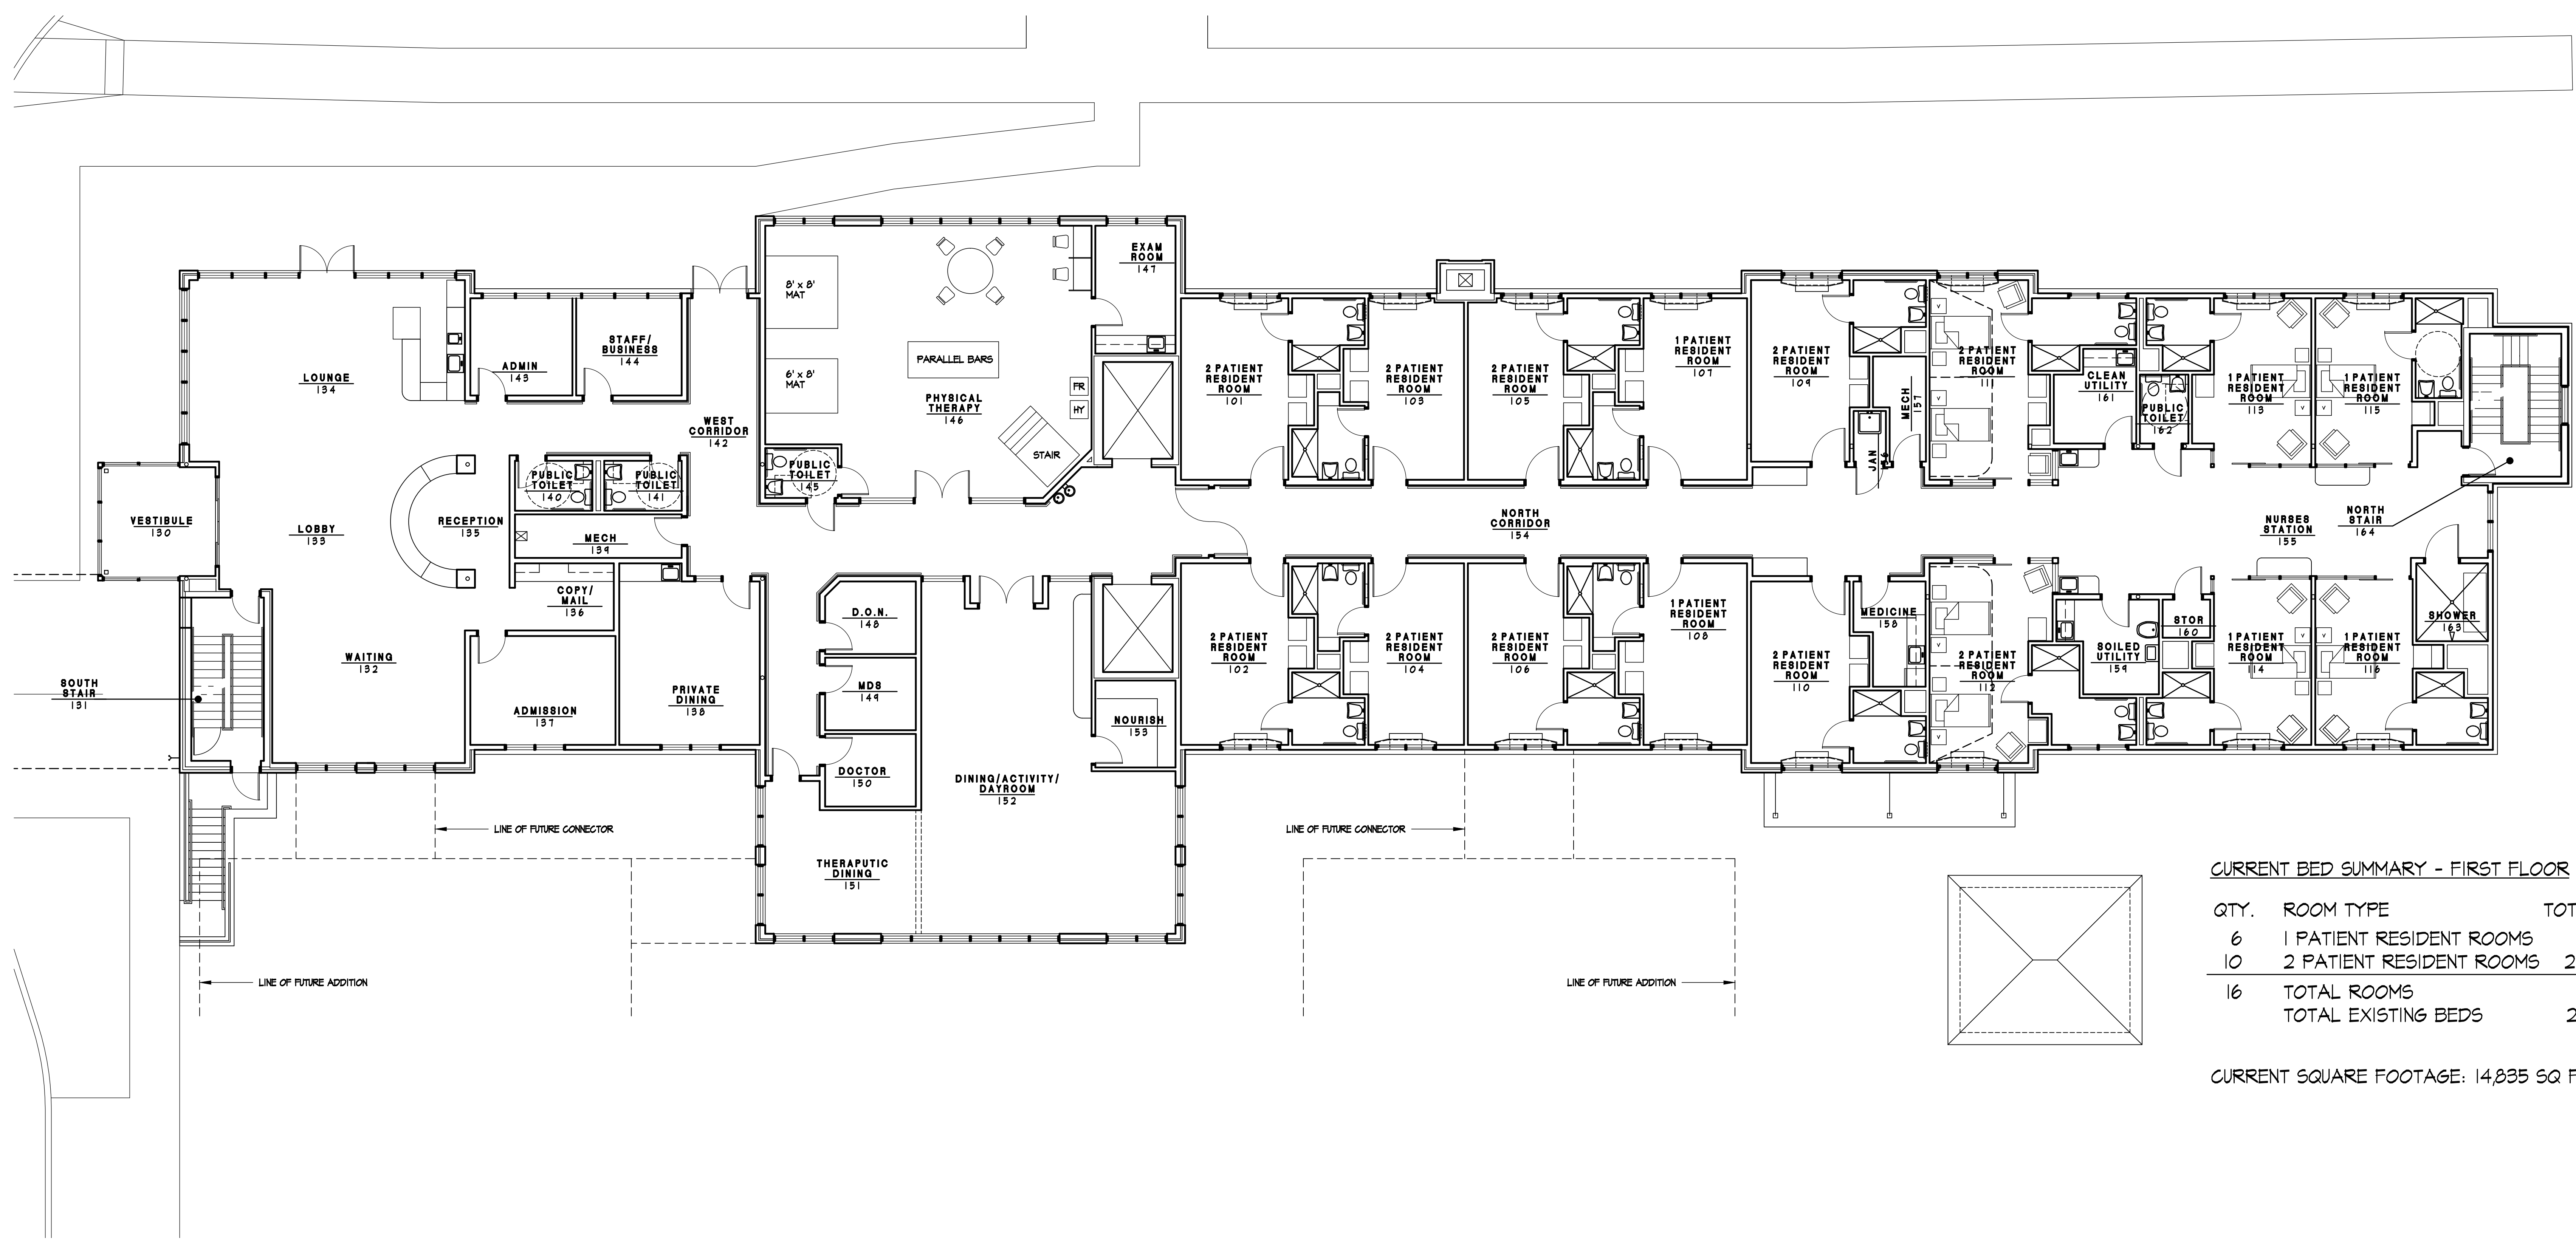 EXAM
ROOM
147
8' x 8'
MAT
STAFF/
BUSINESS
144
ADMIN
143
LOUNGE
134
PARALLEL BARS
6' x 8'
MAT
FR
HY
PHYSICAL
THERAPY
146
STAIR
WEST
CORRIDOR
142
PUBLIC
TOILET
145
PUBLIC
TOILET
140
PUBLIC
TOILET
141
VESTIBULE
130
LOBBY
133
RECEPTION
135
MECH
139
COPY/
MAIL
136
WAITING
132
SOUTH
STAIR
131
ADMISSION
137
PRIVATE
DINING
138
D.O.N.
148
MDS
149
DOCTOR
150
NOURISH
153
DINING/ACTIVITY/
DAYROOM
152
THERAPUTIC
DINING
151
2 PATIENT
RESIDENT
ROOM
101
2 PATIENT
RESIDENT
ROOM
103
2 PATIENT
RESIDENT
ROOM
105
1 PATIENT
RESIDENT
ROOM
107
2 PATIENT
RESIDENT
ROOM
109
MECH
157
JAN
156
2 PATIENT
RESIDENT
ROOM
111
CLEAN
UTILITY
161
PUBLIC
TOILET
162
1 PATIENT
RESIDENT
ROOM
113
1 PATIENT
RESIDENT
ROOM
115
V
V
V
V
NORTH
CORRIDOR
154
NURSES
STATION
155
NORTH
STAIR
164
2 PATIENT
RESIDENT
ROOM
102
2 PATIENT
RESIDENT
ROOM
104
2 PATIENT
RESIDENT
ROOM
106
1 PATIENT
RESIDENT
ROOM
108
2 PATIENT
RESIDENT
ROOM
110
MEDICINE
158
2 PATIENT
RESIDENT
ROOM
112
SOILED
UTILITY
159
STOR
160
1 PATIENT
RESIDENT
ROOM
114
1 PATIENT
RESIDENT
ROOM
116
SHOWER
163
V
V
V
V
LINE OF FUTURE CONNECTOR
LINE OF FUTURE CONNECTOR
LINE OF FUTURE ADDITION
LINE OF FUTURE ADDITION
CURRENT BED SUMMARY - FIRST FLOOR
QTY. ROOM TYPE TOT
6 1 PATIENT RESIDENT ROOMS
10 2 PATIENT RESIDENT ROOMS 2
16 TOTAL ROOMS
TOTAL EXISTING BEDS 2
CURRENT SQUARE FOOTAGE: 14,835 SQ F